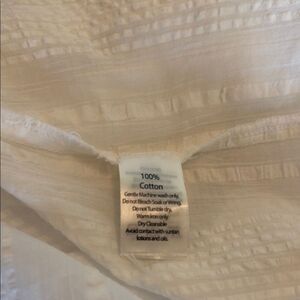 100%
Cotton
Gentle Machine wash only.
Do not Bleach Soak or Wring.
Do not Tumble dry.
Warm Iron only
Dry Cleanable
Avoid contact with suntan
lotions and oils.